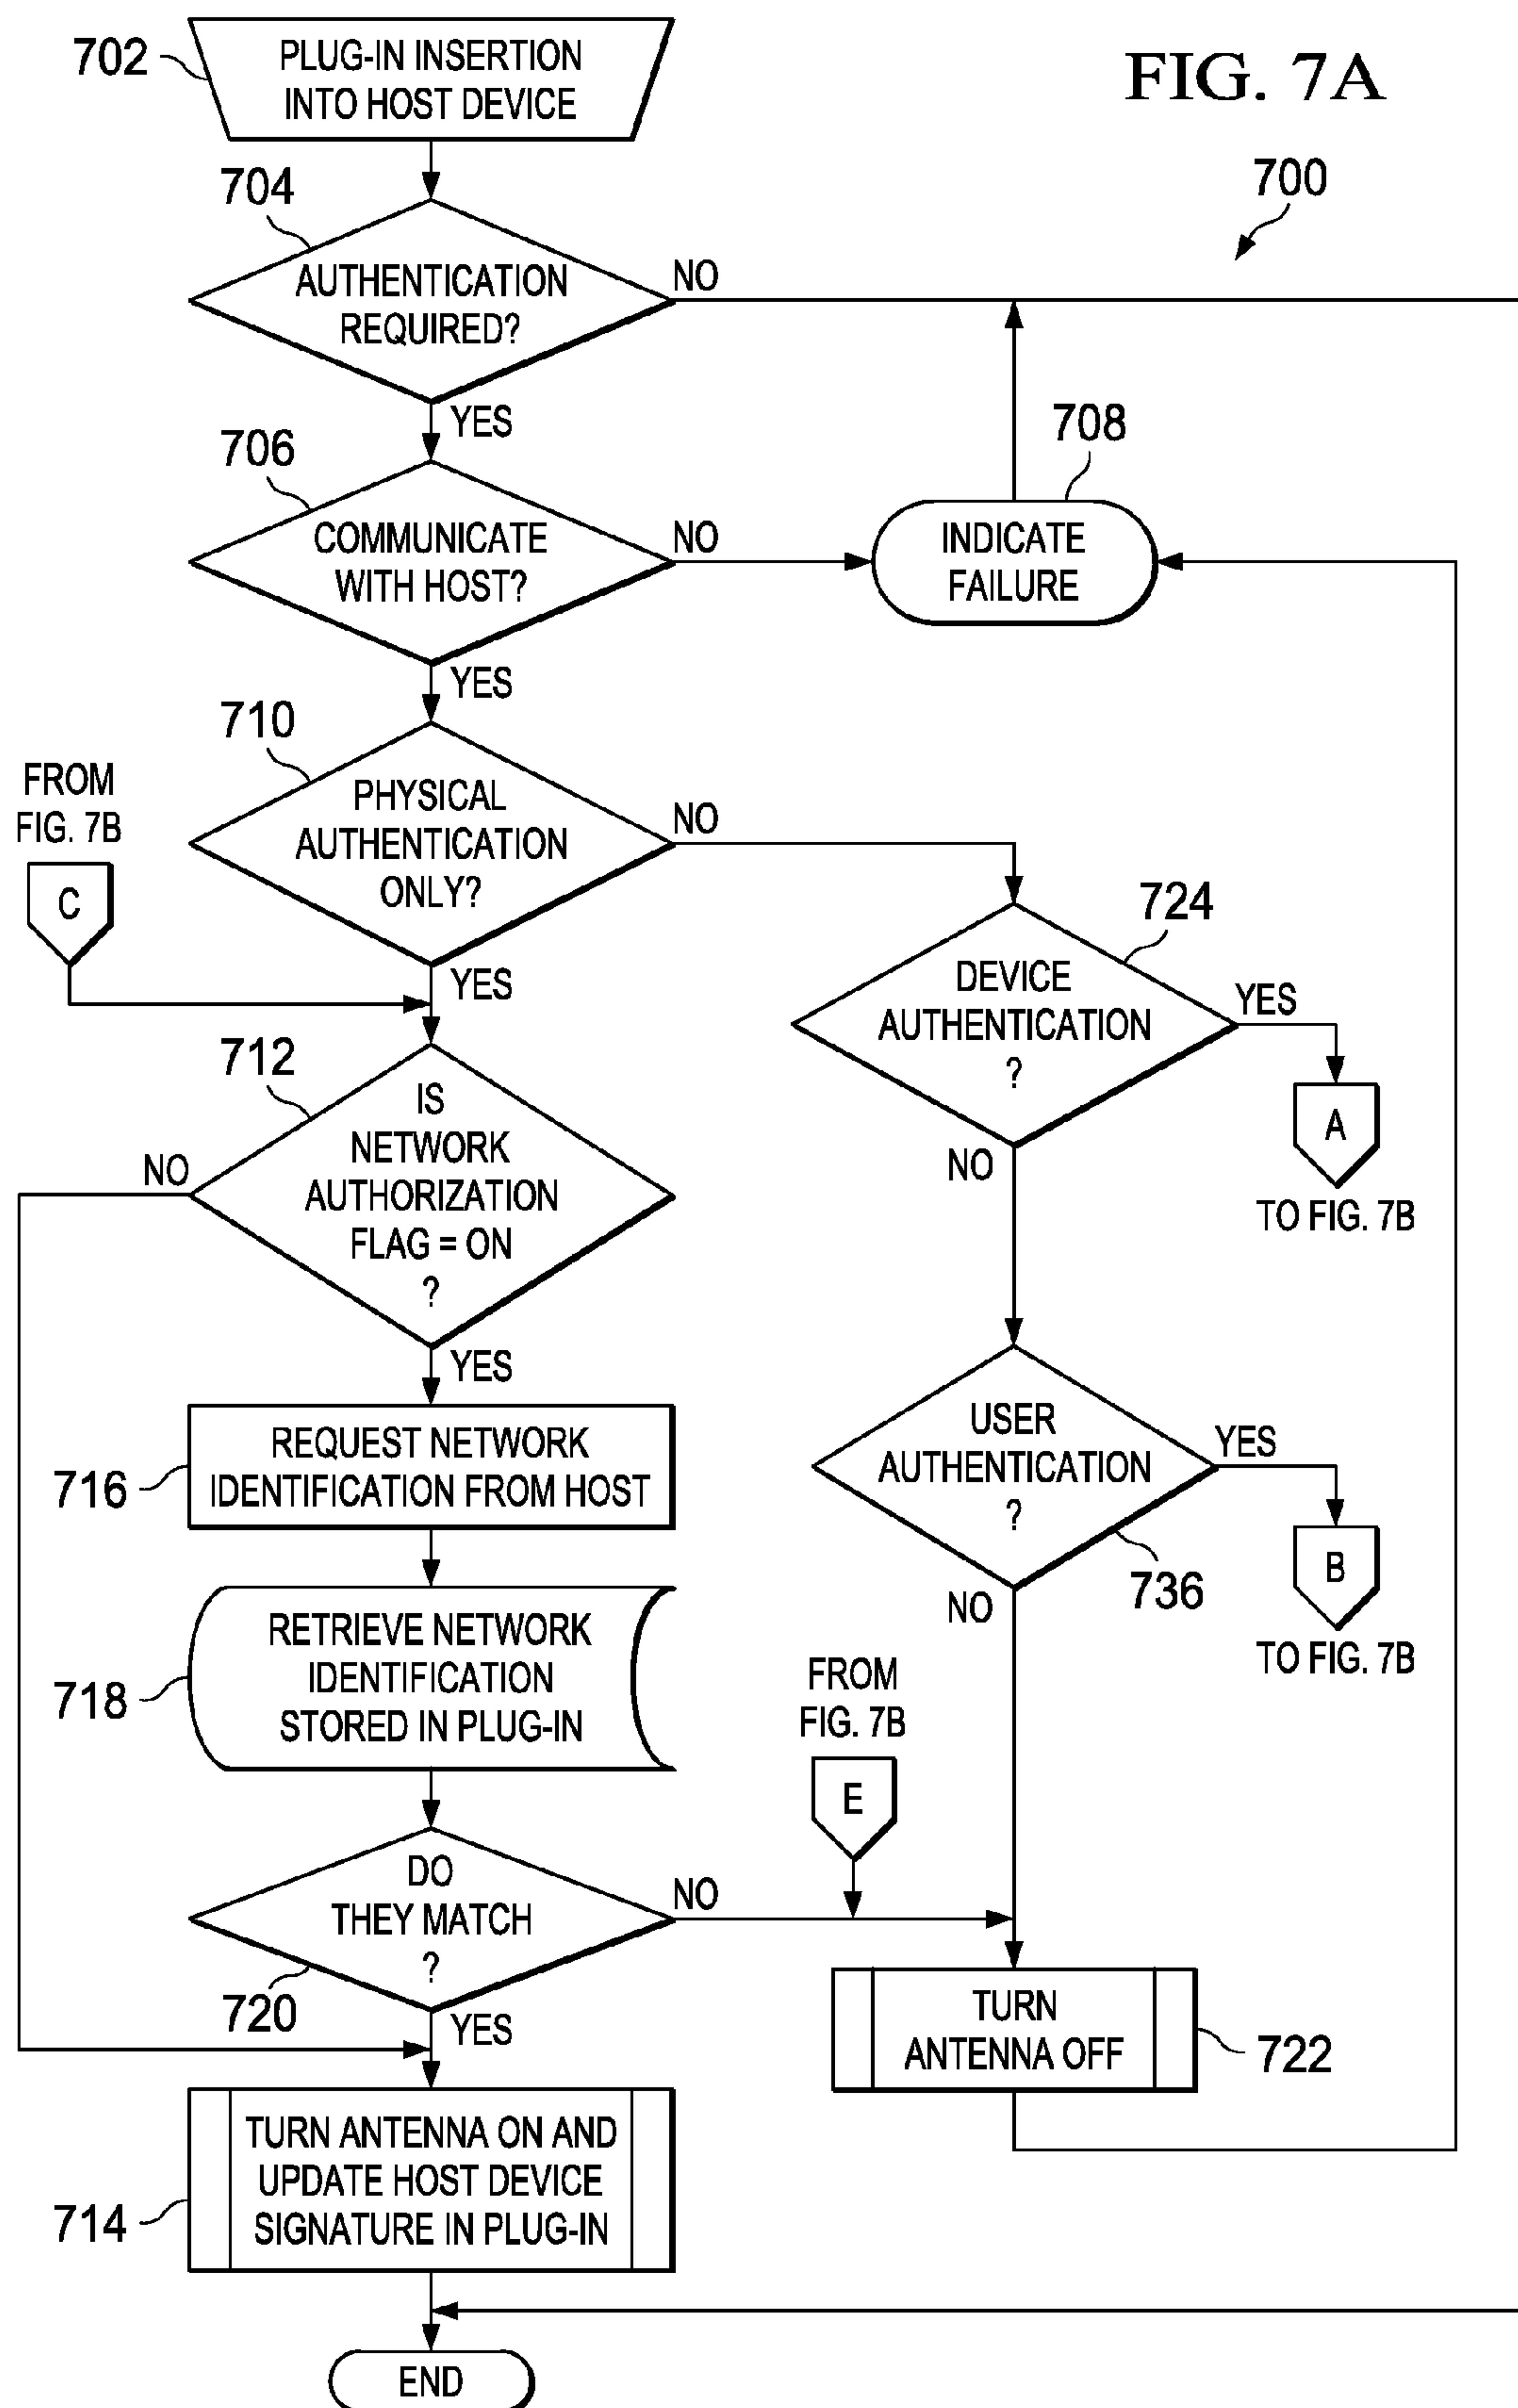 FIG. 7A
700
702
PLUG-IN INSERTION
INTO HOST DEVICE
704
AUTHENTICATION
REQUIRED?
NO
YES
706
COMMUNICATE
WITH HOST?
NO
YES
708
INDICATE
FAILURE
710
PHYSICAL
AUTHENTICATION
ONLY?
NO
YES
FROM
FIG. 7B
C
724
DEVICE
AUTHENTICATION
?
YES
NO
A
TO FIG. 7B
712
IS
NETWORK
AUTHORIZATION
FLAG = ON
?
NO
YES
716
REQUEST NETWORK
IDENTIFICATION FROM HOST
USER
AUTHENTICATION
?
YES
NO
736
B
TO FIG. 7B
718
RETRIEVE NETWORK
IDENTIFICATION
STORED IN PLUG-IN
FROM
FIG. 7B
E
DO
THEY MATCH
?
720
NO
YES
TURN
ANTENNA OFF
722
714
TURN ANTENNA ON AND
UPDATE HOST DEVICE
SIGNATURE IN PLUG-IN
END